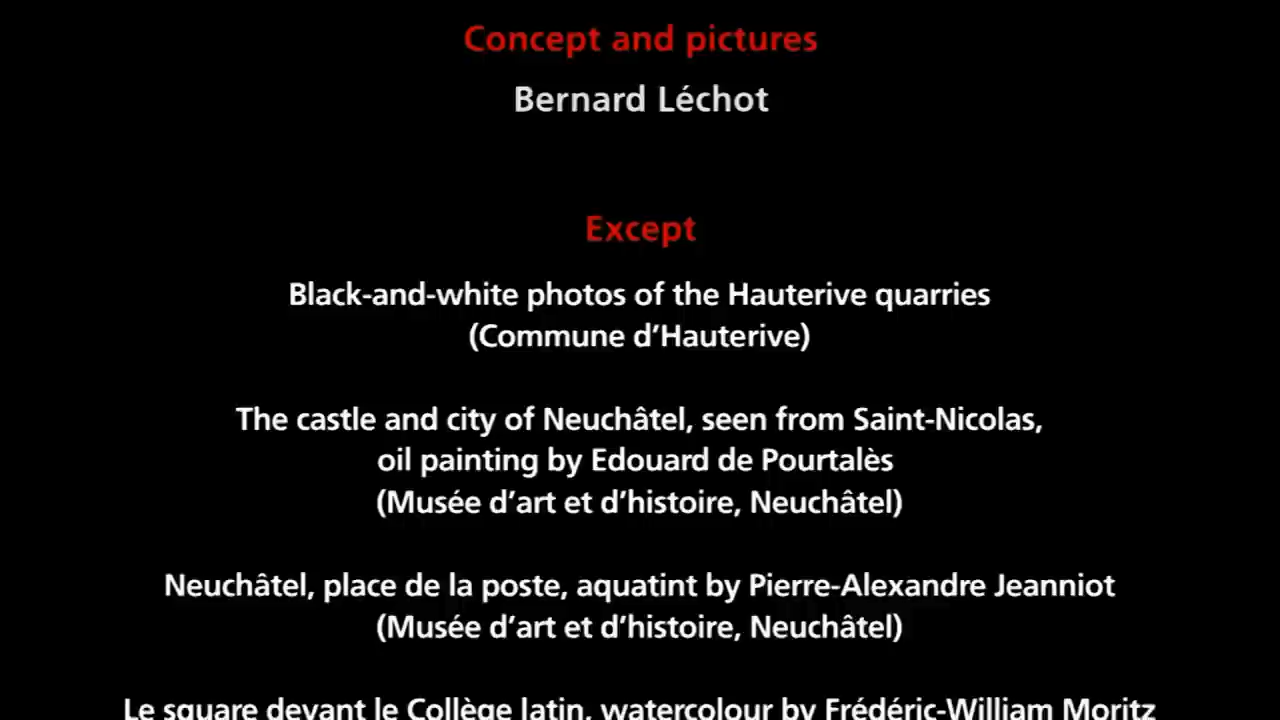 Concept and pictures
Bernard Léchot
Except
Black-and-white photos of the Hauterive quarries
(Commune d’Hauterive)
The castle and city of Neuchâtel, seen from Saint-Nicolas,
oil painting by Edouard de Pourtalès
(Musée d’art et d’histoire, Neuchâtel)
Neuchâtel, place de la poste, aquatint by Pierre-Alexandre Jeanniot
(Musée d’art et d’histoire, Neuchâtel)
Le square devant le Collège latin, watercolour by Frédéric-William Moritz